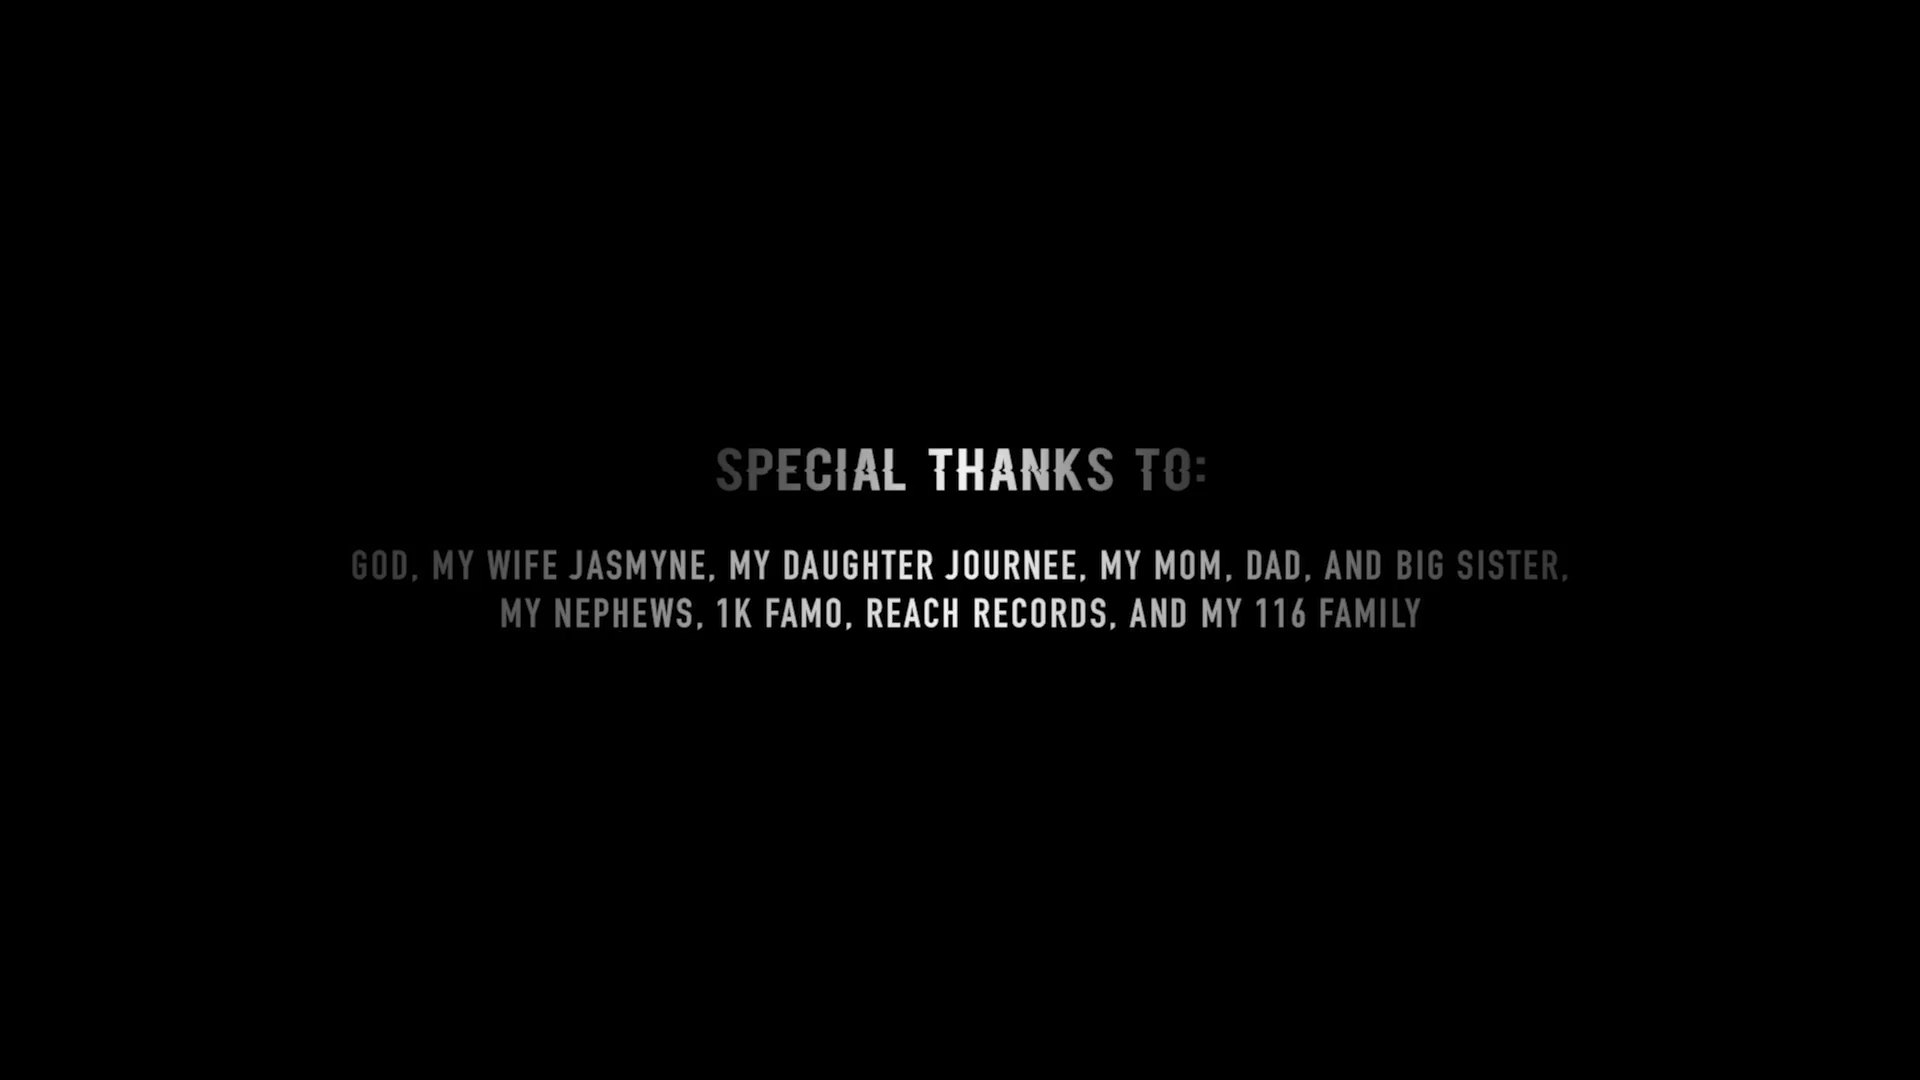 SPECIAL THANKS TO:
GOD, MY WIFE JASMYNE, MY DAUGHTER JOURNEE, MY MOM, DAD, AND BIG SISTER,
MY NEPHEWS, 1K FAMO, REACH RECORDS, AND MY 116 FAMILY